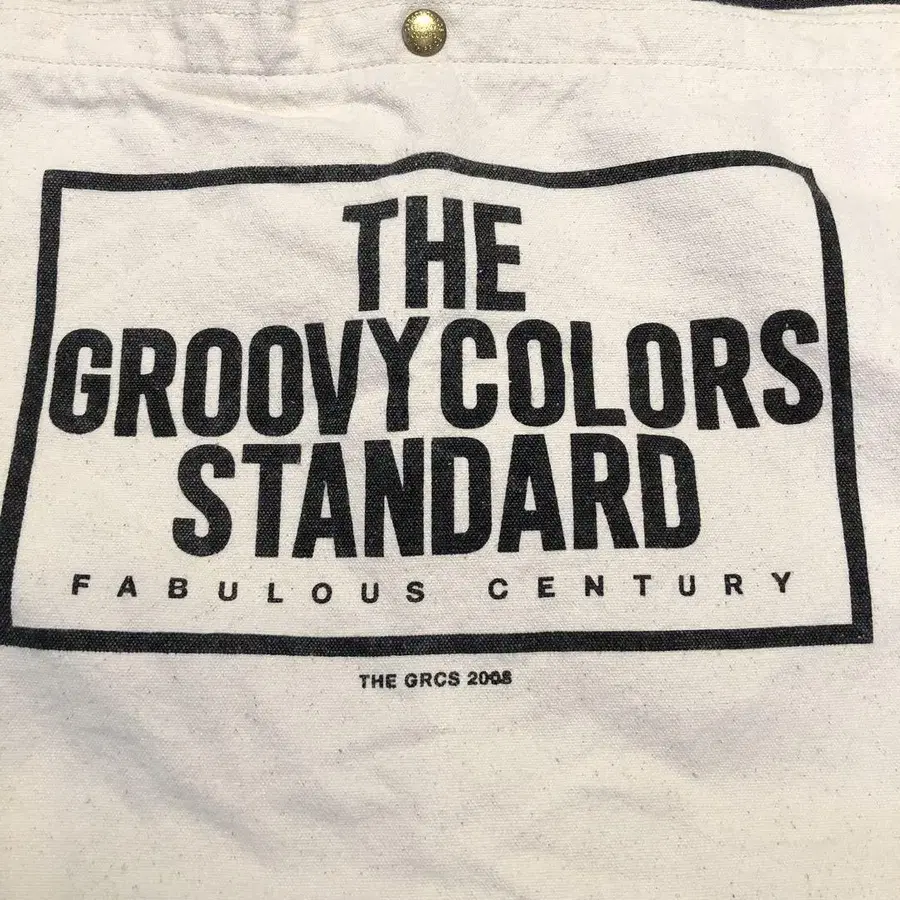 THE
GROOVY COLORS
STANDARD
FABULOUS CENTURY
THE GRCS 2008